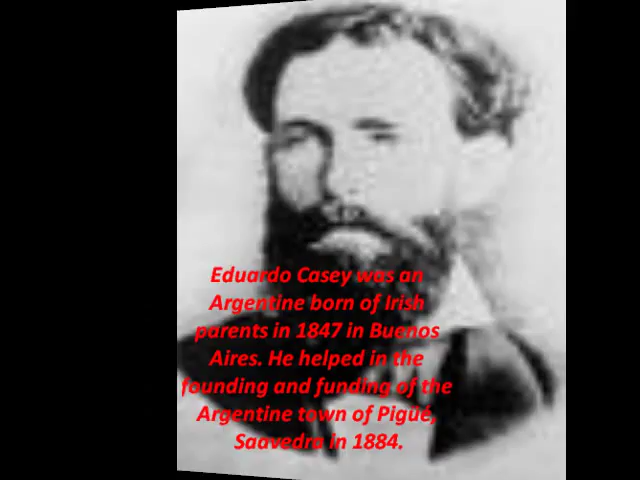 Eduardo Casey was an
Argentine born of Irish
parents in 1847 in Buenos
Aires. He helped in the
founding and funding of the
Argentine town of Pigüé,
Saavedra in 1884.